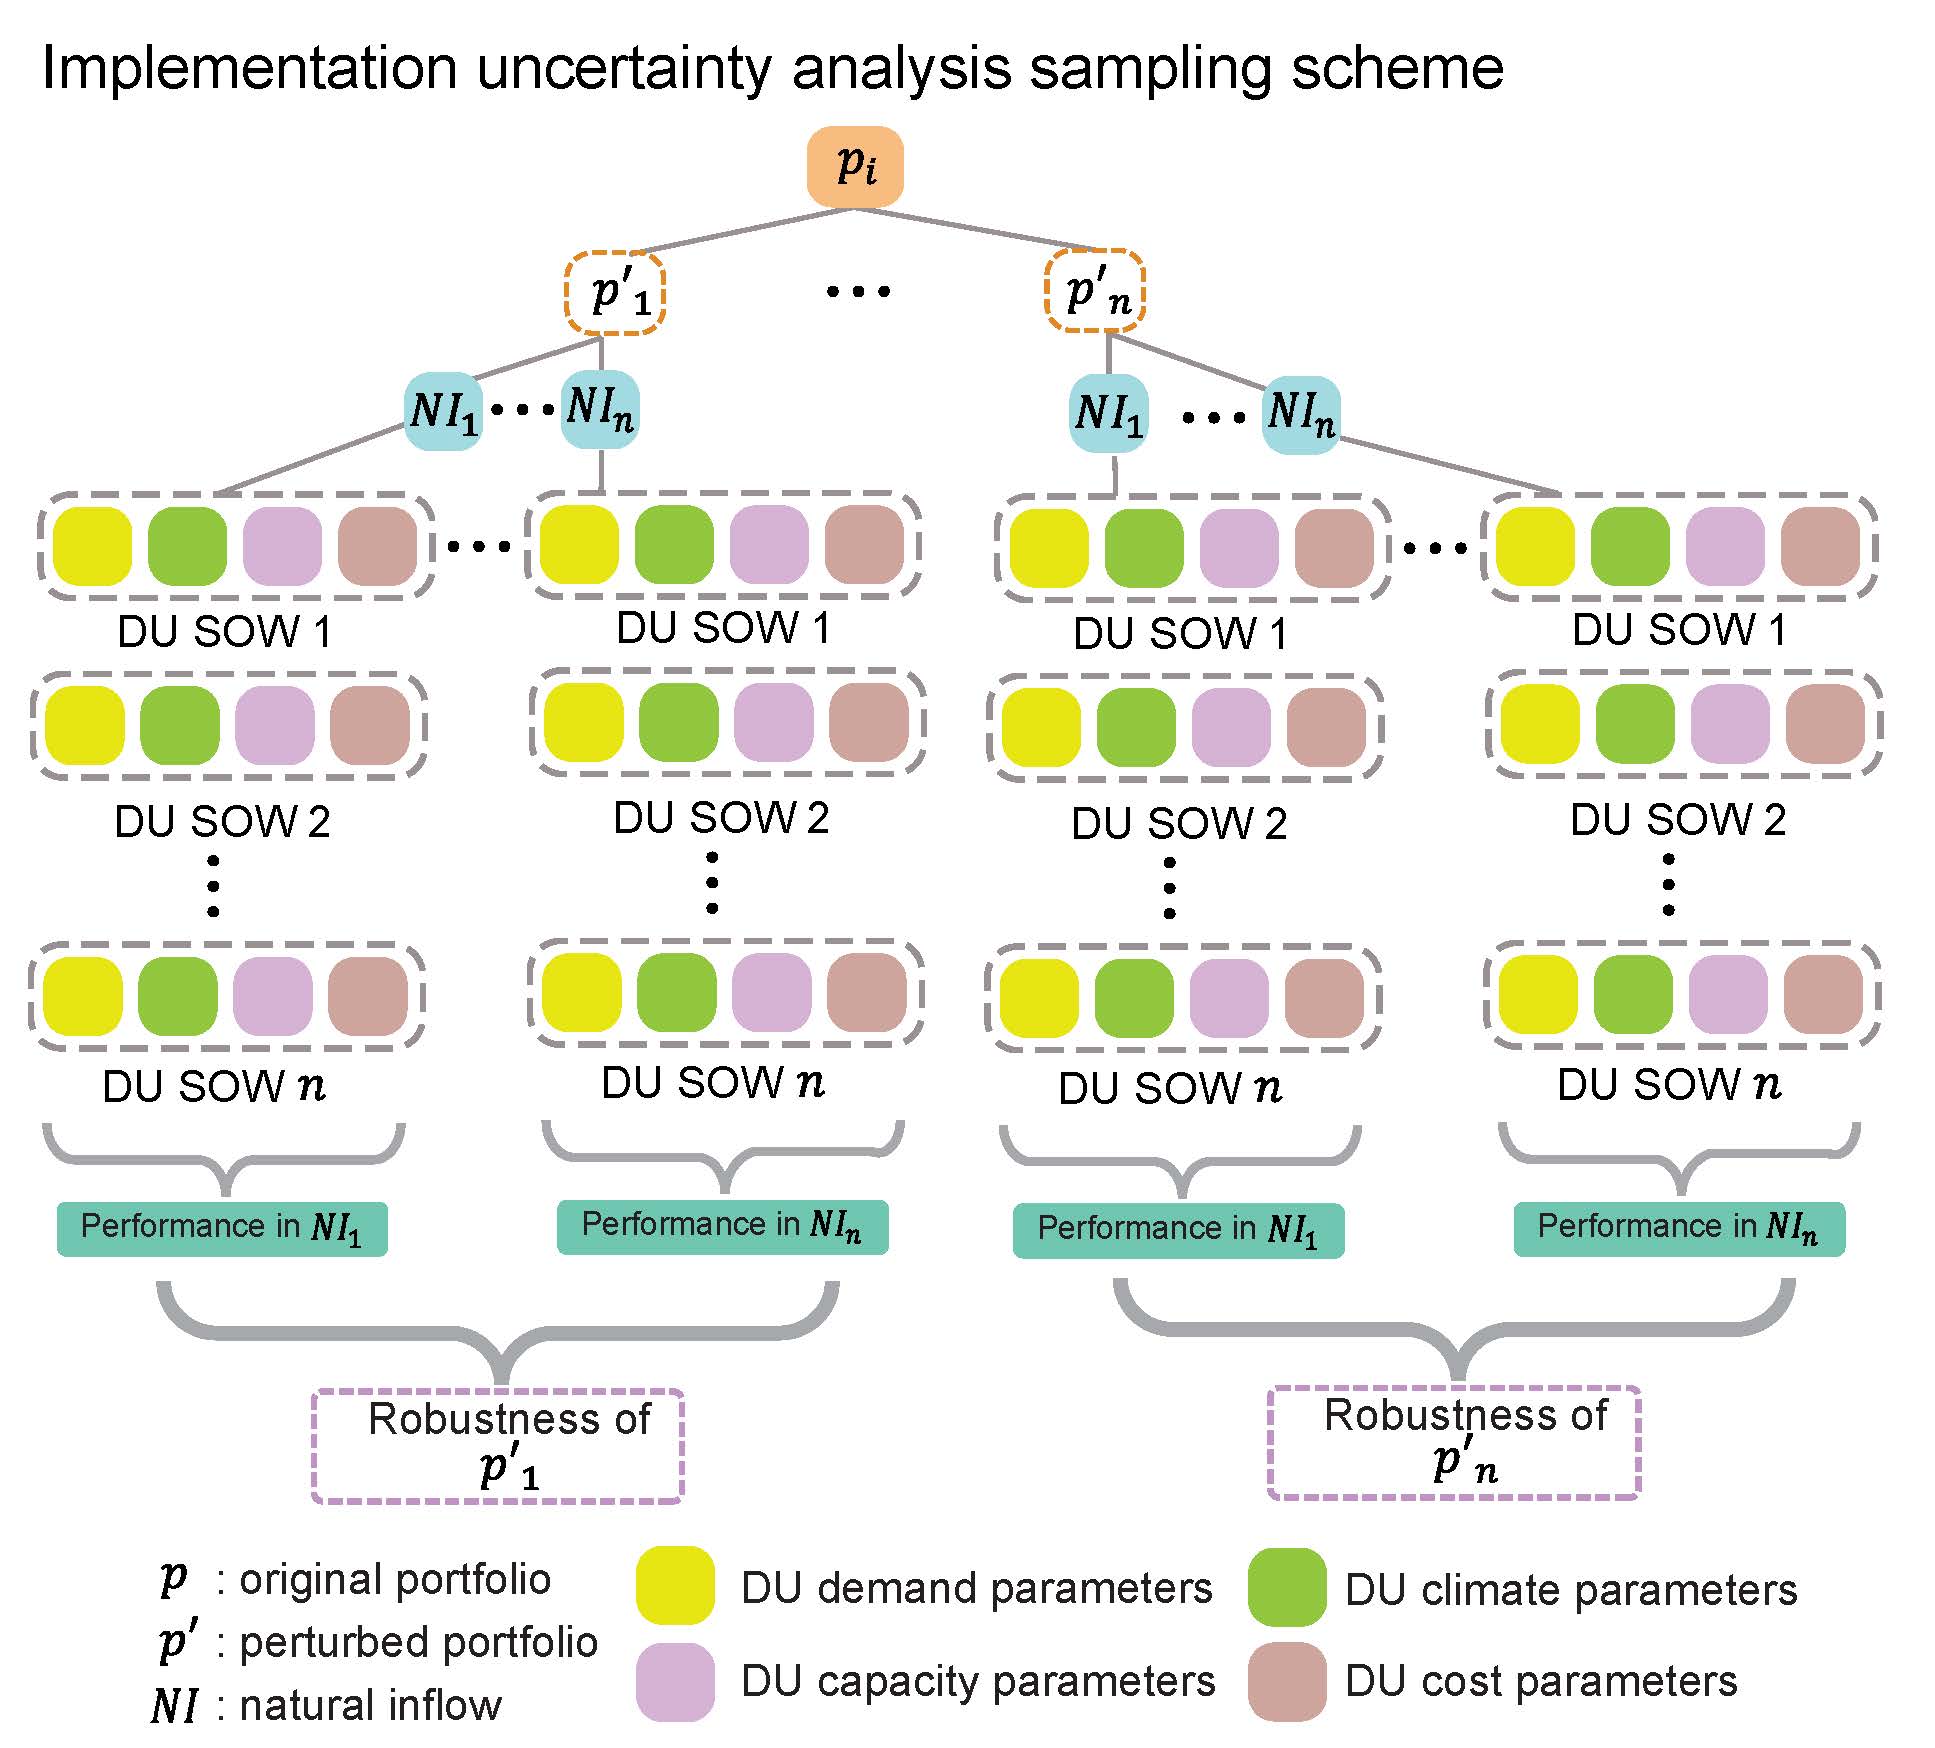 Implementation uncertainty analysis sampling scheme
p_i
p'_1 ... p'_n
NI_1 ... NI_n NI_1 ... NI_n
... ...
DU SOW 1 DU SOW 1 DU SOW 1 DU SOW 1
DU SOW 2 DU SOW 2 DU SOW 2 DU SOW 2
DU SOW n DU SOW n DU SOW n DU SOW n
Performance in NI_1 Performance in NI_n Performance in NI_1 Performance in NI_n
Robustness of Robustness of
p'_1 p'_n
p : original portfolio
p' : perturbed portfolio
NI : natural inflow
DU demand parameters DU climate parameters
DU capacity parameters DU cost parameters